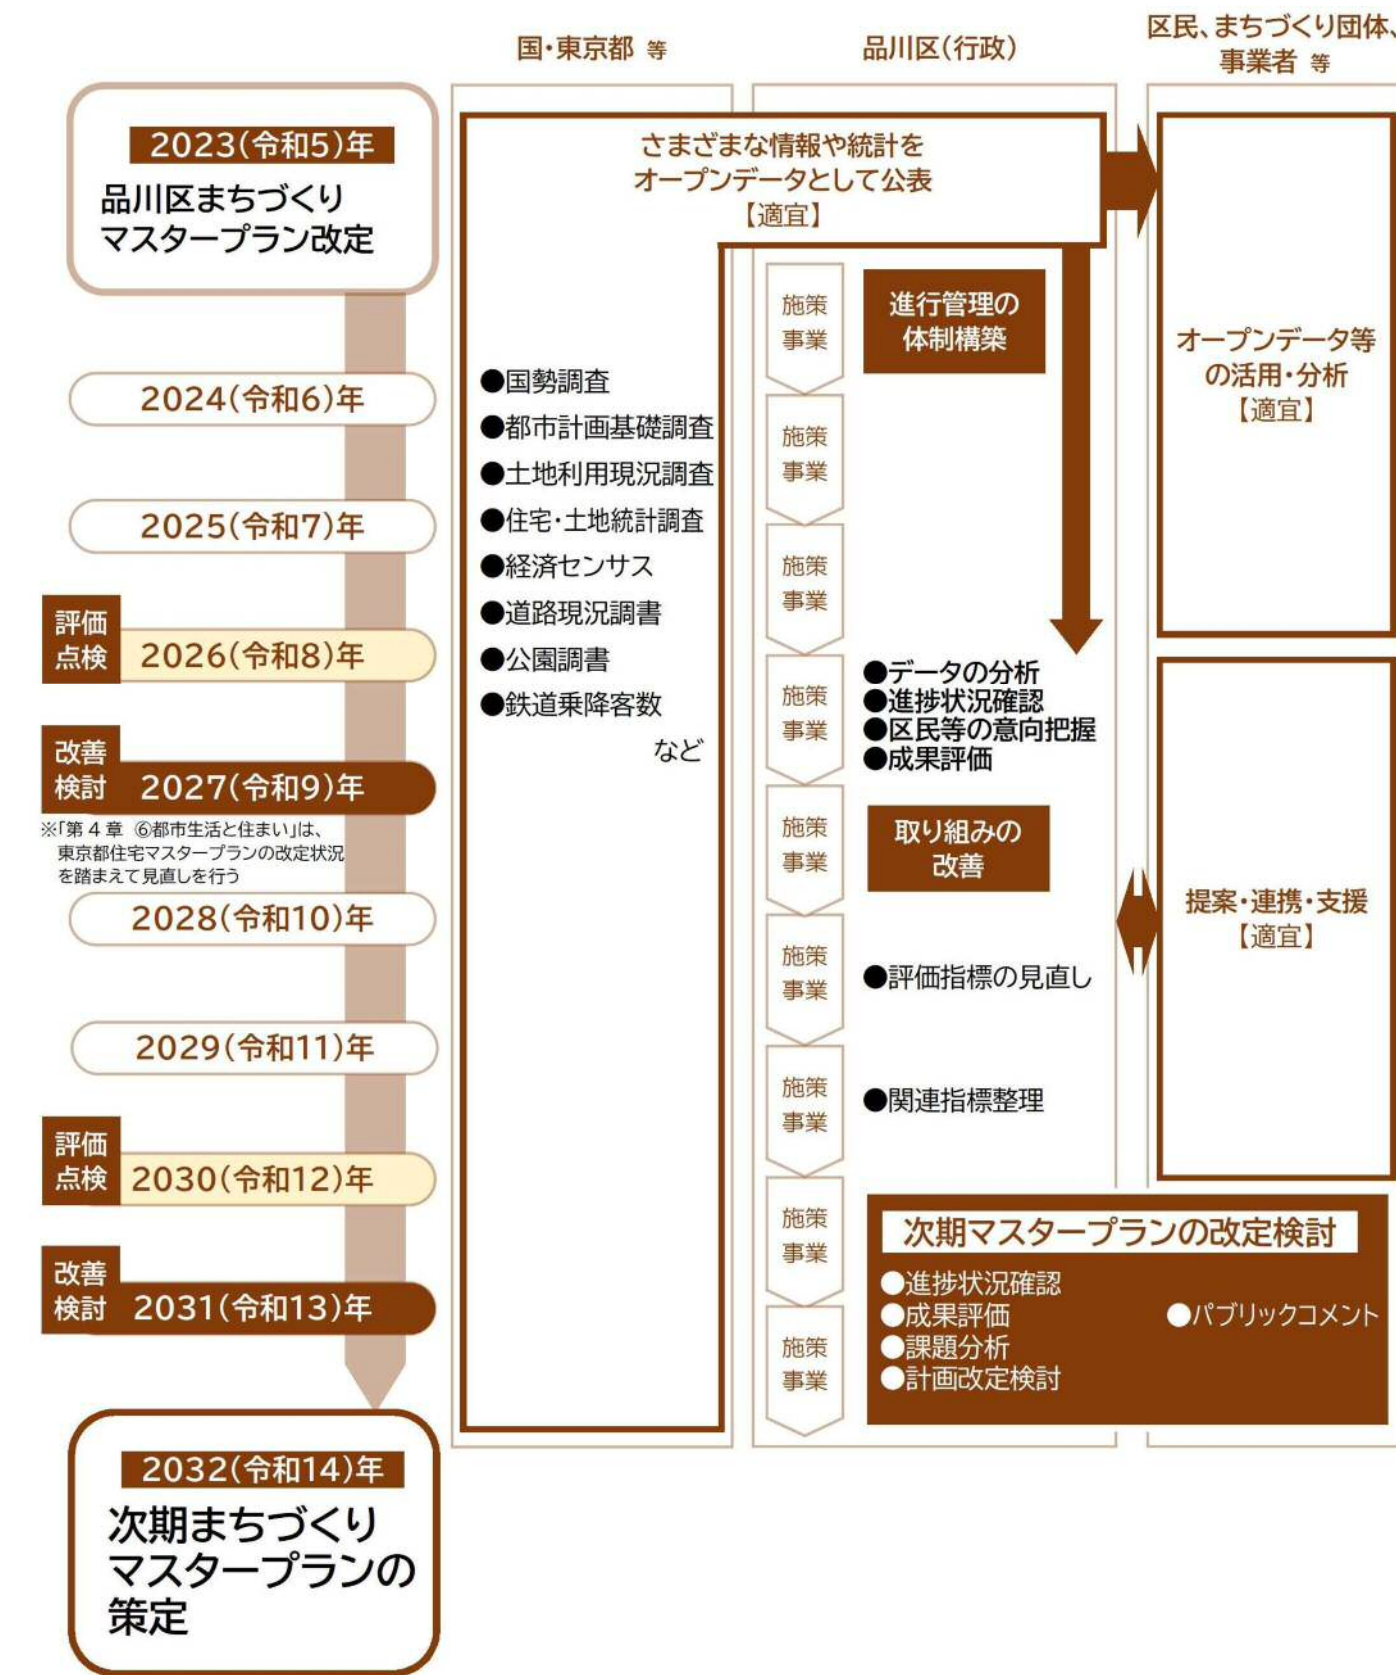 国・東京都 等
品川区(行政)
区民、まちづくり団体、
事業者 等
2023(令和5)年
品川区まちづくり
マスタープラン改定
2024(令和6)年
2025(令和7)年
評価
点検
2026(令和8)年
改善
検討
2027(令和9)年
※「第4章 ⑥都市生活と住まい」は、
東京都住宅マスタープランの改定状況
を踏まえて見直しを行う
2028(令和10)年
2029(令和11)年
評価
点検
2030(令和12)年
改善
検討
2031(令和13)年
2032(令和14)年
次期まちづくり
マスタープランの
策定
さまざまな情報や統計を
オープンデータとして公表
【適宜】
●国勢調査
●都市計画基礎調査
●土地利用現況調査
●住宅・土地統計調査
●経済センサス
●道路現況調書
●公園調書
●鉄道乗降客数
など
施策
事業
施策
事業
施策
事業
施策
事業
施策
事業
施策
事業
施策
事業
施策
事業
施策
事業
進行管理の
体制構築
●データの分析
●進捗状況確認
●区民等の意向把握
●成果評価
取り組みの
改善
●評価指標の見直し
●関連指標整理
オープンデータ等
の活用・分析
【適宜】
提案・連携・支援
【適宜】
次期マスタープランの改定検討
●進捗状況確認
●成果評価
●課題分析
●計画改定検討
●パブリックコメント